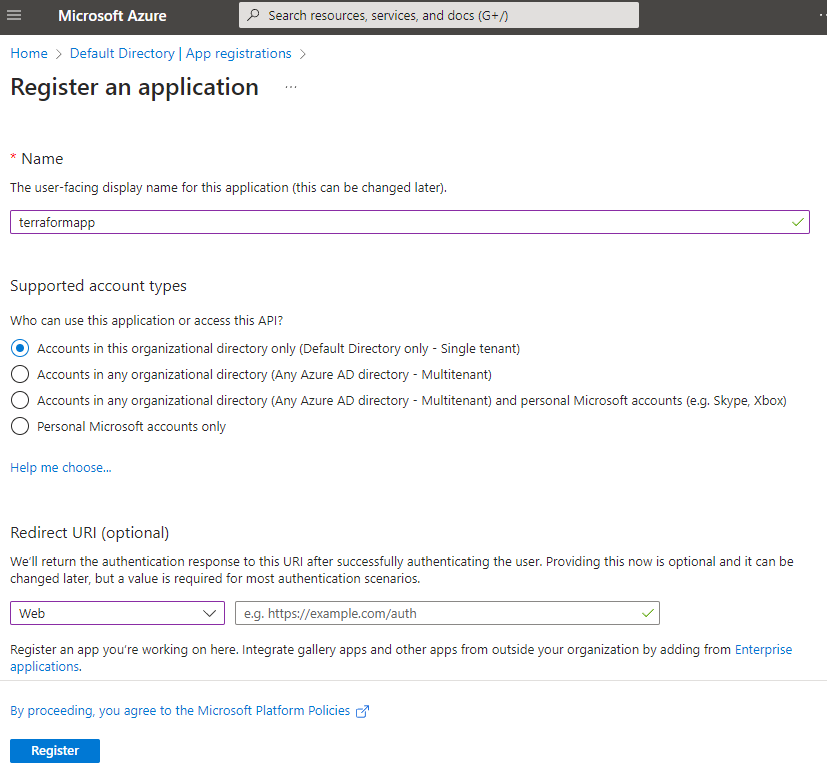 Microsoft Azure
Search resources, services, and docs (G+/)
Home > Default Directory | App registrations >
Register an application ...
* Name
The user-facing display name for this application (this can be changed later).
terraformapp
Supported account types
Who can use this application or access this API?
Accounts in this organizational directory only (Default Directory only - Single tenant)
Accounts in any organizational directory (Any Azure AD directory - Multitenant)
Accounts in any organizational directory (Any Azure AD directory - Multitenant) and personal Microsoft accounts (e.g. Skype, Xbox)
Personal Microsoft accounts only
Help me choose...
Redirect URI (optional)
We'll return the authentication response to this URI after successfully authenticating the user. Providing this now is optional and it can be
changed later, but a value is required for most authentication scenarios.
Web
e.g. https://example.com/auth
Register an app you're working on here. Integrate gallery apps and other apps from outside your organization by adding from Enterprise
applications.
By proceeding, you agree to the Microsoft Platform Policies
Register